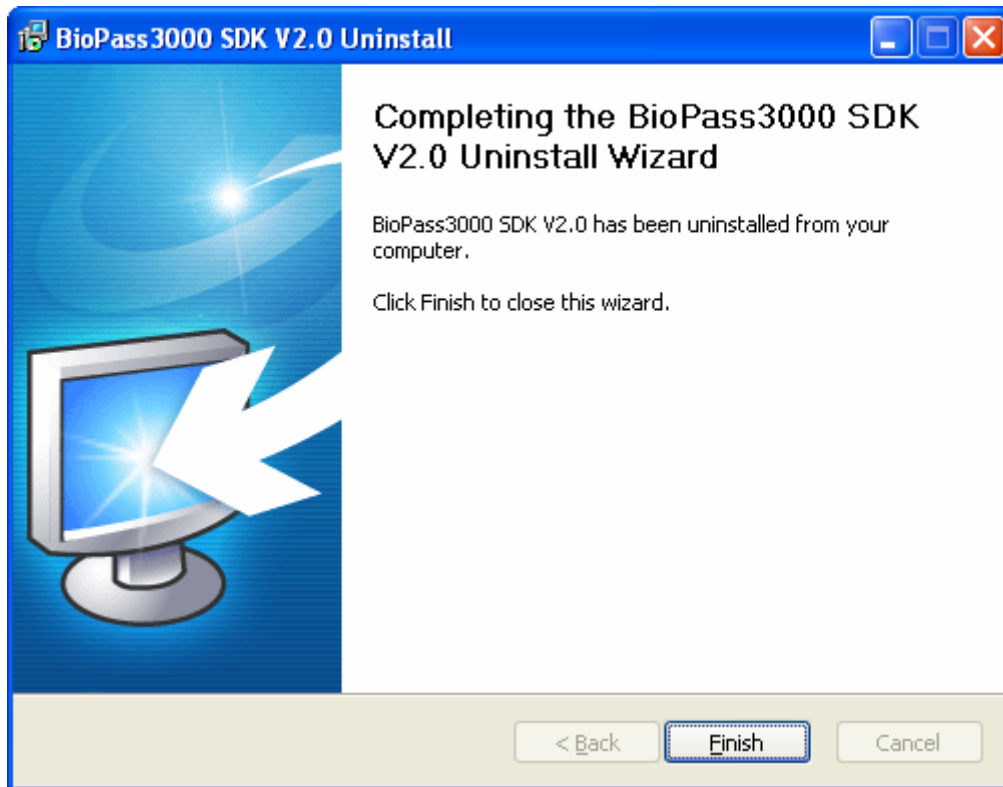 BioPass3000 SDK V2.0 Uninstall
Completing the BioPass3000 SDK
V2.0 Uninstall Wizard
BioPass3000 SDK V2.0 has been uninstalled from your
computer.
Click Finish to close this wizard.
< Back
Finish
Cancel